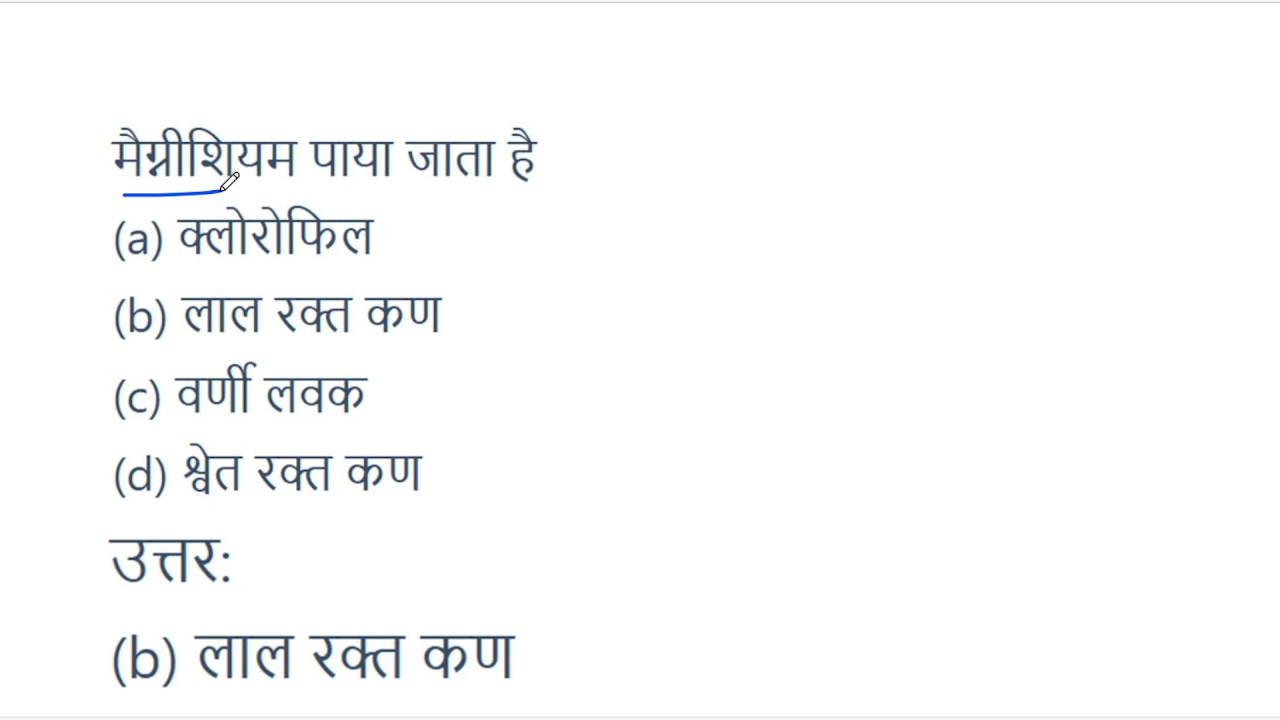 मैग्नीशियम पाया जाता है
(a) क्लोरोफिल
(b) लाल रक्त कण
(c) वर्णी लवक
(d) श्वेत रक्त कण
उत्तर:
(b) लाल रक्त कण